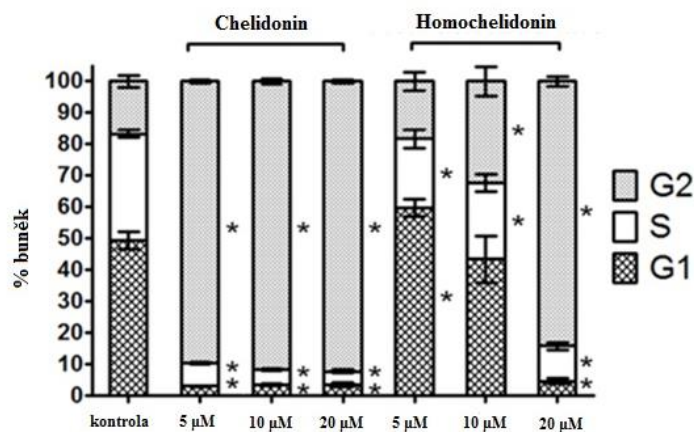 Chelidonin Homochelidonin
100
90
80
70
60
50
40
30
20
10
0
% buněk
* * * * * * * * * * * * * * * *
G2
S
G1
kontrola 5 μM 10 μM 20 μM 5 μM 10 μM 20 μM